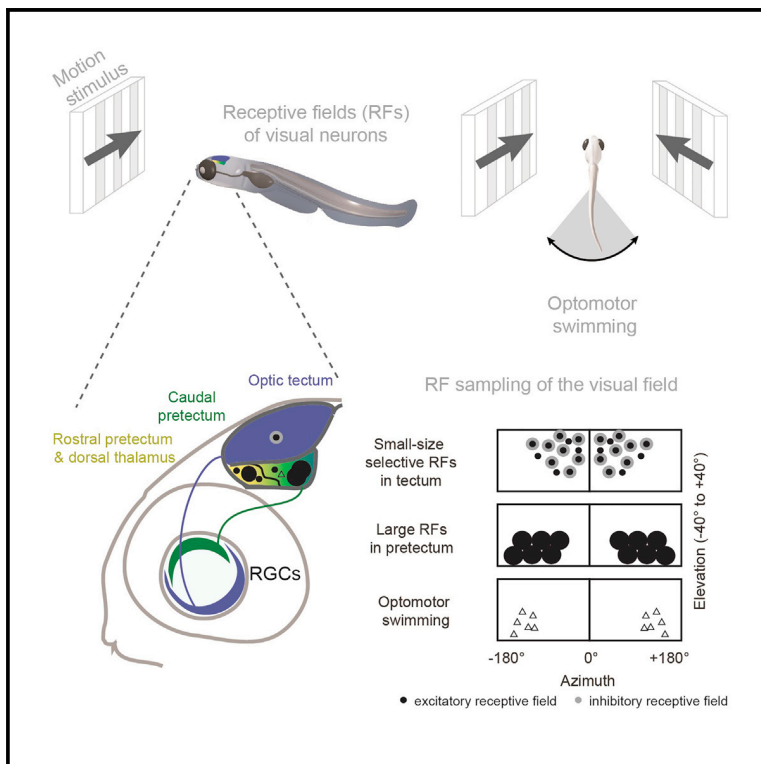 Motion
stimulus
Receptive fields (RFs)
of visual neurons
Optomotor
swimming
Optic tectum
Caudal
pretectum
Rostral pretectum
& dorsal thalamus
RGCs
RF sampling of the visual field
Small-size
selective RFs
in tectum
Large RFs
in pretectum
Optomotor
swimming
Elevation (-40° to +40°)
-180° 0° +180°
Azimuth
excitatory receptive field inhibitory receptive field